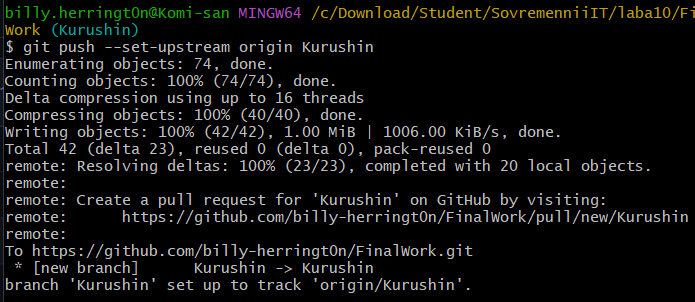 billy.herringt0n@Komi-san MINGW64 /c/Download/Student/SovremenniiIT/laba10/Fi
Work (Kurushin)
$ git push --set-upstream origin Kurushin
Enumerating objects: 74, done.
Counting objects: 100% (74/74), done.
Delta compression using up to 16 threads
Compressing objects: 100% (40/40), done.
Writing objects: 100% (42/42), 1.00 MiB | 1006.00 KiB/s, done.
Total 42 (delta 23), reused 0 (delta 0), pack-reused 0
remote: Resolving deltas: 100% (23/23), completed with 20 local objects.
remote:
remote: Create a pull request for 'Kurushin' on GitHub by visiting:
remote:      https://github.com/billy-herringt0n/FinalWork/pull/new/Kurushin
remote:
To https://github.com/billy-herringt0n/FinalWork.git
 * [new branch]      Kurushin -> Kurushin
branch 'Kurushin' set up to track 'origin/Kurushin'.